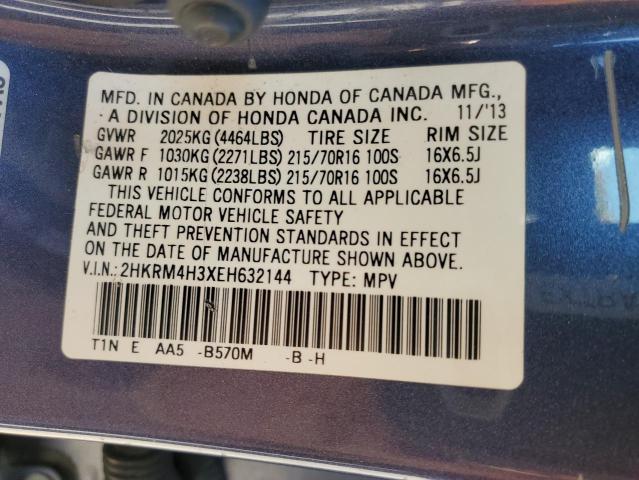 MFD. IN CANADA BY HONDA OF CANADA MFG.,
A DIVISION OF HONDA CANADA INC. 11/'13
GVWR 2025KG (4464LBS) TIRE SIZE RIM SIZE
GAWR F 1030KG (2271LBS) 215/70R16 100S 16X6.5J
GAWR R 1015KG (2238LBS) 215/70R16 100S 16X6.5J
THIS VEHICLE CONFORMS TO ALL APPLICABLE
FEDERAL MOTOR VEHICLE SAFETY
AND THEFT PREVENTION STANDARDS IN EFFECT
ON THE DATE OF MANUFACTURE SHOWN ABOVE.
V.I.N.: 2HKRM4H3XEH632144 TYPE: MPV
T1N E AA5 -B570M -B -H